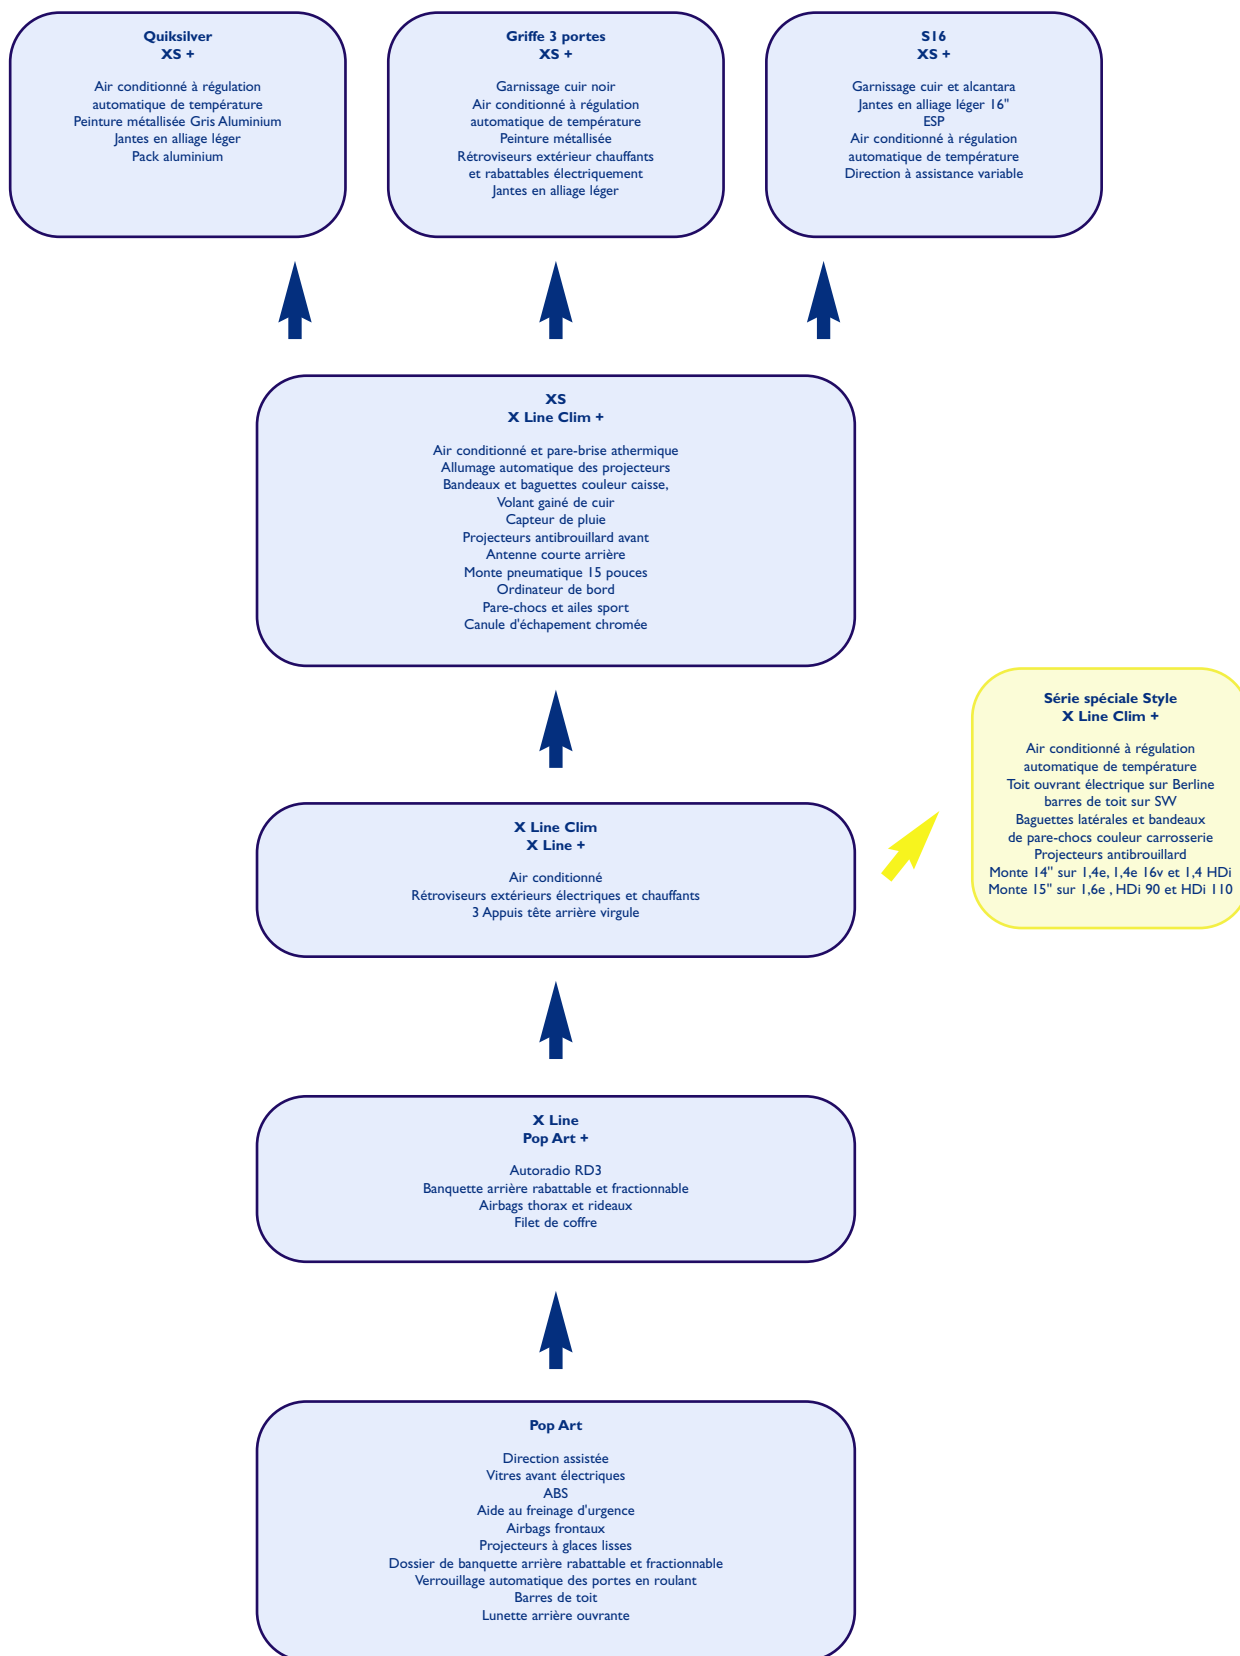 Quiksilver
XS +
Air conditionné à régulation
automatique de température
Peinture métallisée Gris Aluminium
Jantes en alliage léger
Pack aluminium
Griffe 3 portes
XS +
Garnissage cuir noir
Air conditionné à régulation
automatique de température
Peinture métallisée
Rétroviseurs extérieur chauffants
et rabattables électriquement
Jantes en alliage léger
S16
XS +
Garnissage cuir et alcantara
Jantes en alliage léger 16"
ESP
Air conditionné à régulation
automatique de température
Direction à assistance variable
XS
X Line Clim +
Air conditionné et pare-brise athermique
Allumage automatique des projecteurs
Bandeaux et baguettes couleur caisse,
Volant gainé de cuir
Capteur de pluie
Projecteurs antibrouillard avant
Antenne courte arrière
Monte pneumatique 15 pouces
Ordinateur de bord
Pare-chocs et ailes sport
Canule d'échapement chromée
Série spéciale Style
X Line Clim +
Air conditionné à régulation
automatique de température
Toit ouvrant électrique sur Berline
barres de toit sur SW
Baguettes latérales et bandeaux
de pare-chocs couleur carrosserie
Projecteurs antibrouillard
Monte 14" sur 1,4e, 1,4e 16v et 1,4 HDi
Monte 15" sur 1,6e , HDi 90 et HDi 110
X Line Clim
X Line +
Air conditionné
Rétroviseurs extérieurs électriques et chauffants
3 Appuis tête arrière virgule
X Line
Pop Art +
Autoradio RD3
Banquette arrière rabattable et fractionnable
Airbags thorax et rideaux
Filet de coffre
Pop Art
Direction assistée
Vitres avant électriques
ABS
Aide au freinage d'urgence
Airbags frontaux
Projecteurs à glaces lisses
Dossier de banquette arrière rabattable et fractionnable
Verrouillage automatique des portes en roulant
Barres de toit
Lunette arrière ouvrante